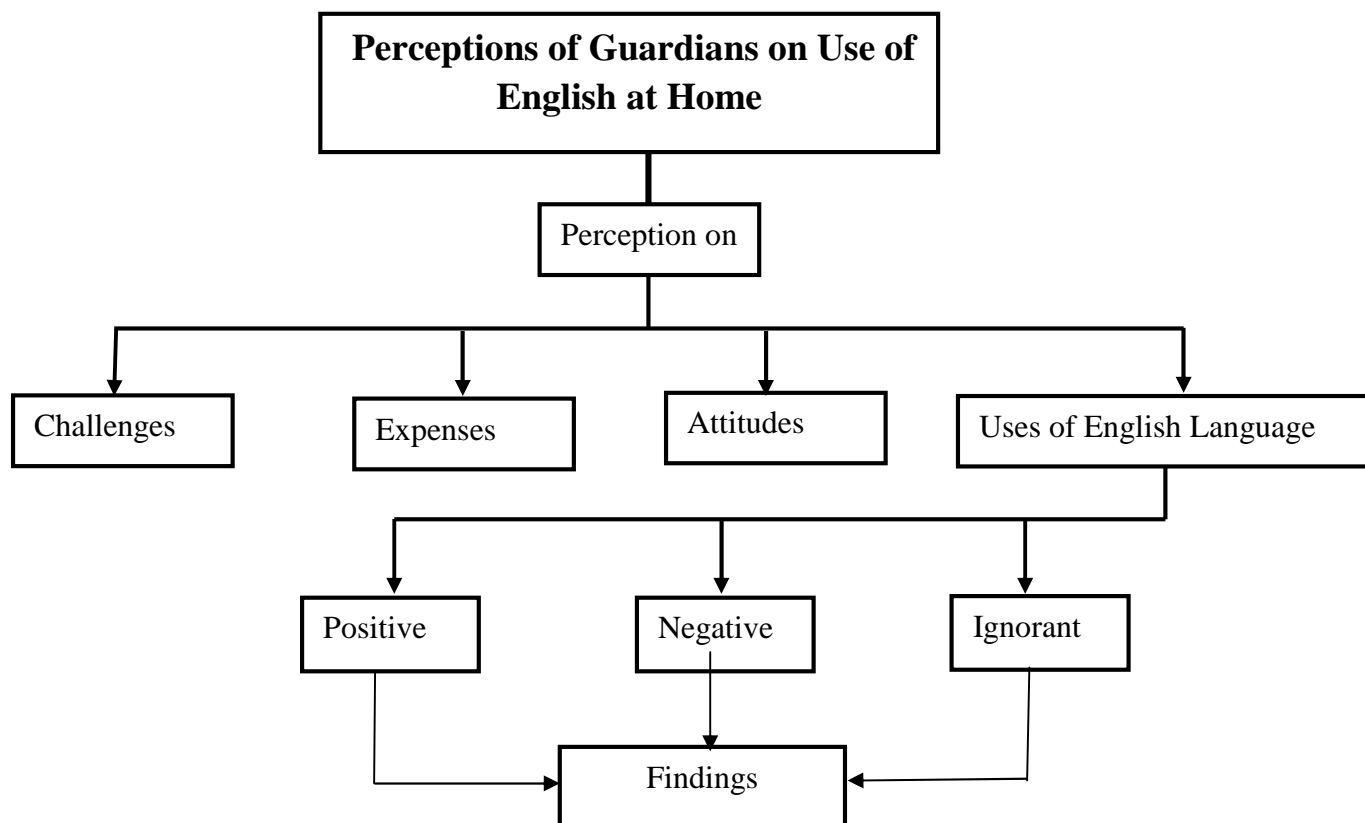 Perceptions of Guardians on Use of
English at Home
Perception on
Challenges
Expenses
Attitudes
Uses of English Language
Positive
Negative
Ignorant
Findings